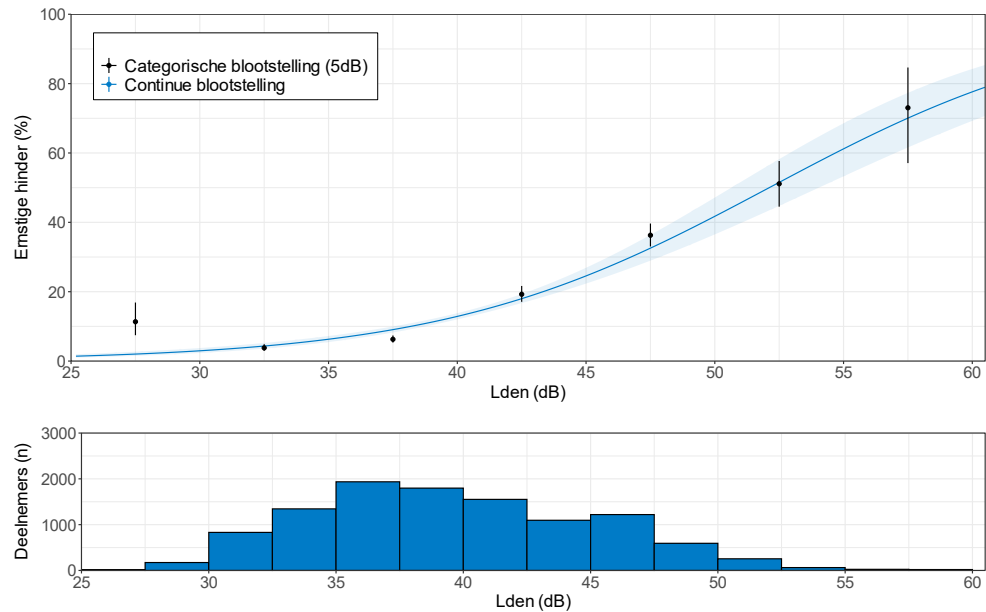 100
80
60
40
20
0
Ernstige hinder (%)
Categorische blootstelling (5dB)
Continue blootstelling
25 30 35 40 45 50 55 60
Lden (dB)
3000
2000
1000
0
Deelnemers (n)
25 30 35 40 45 50 55 60
Lden (dB)